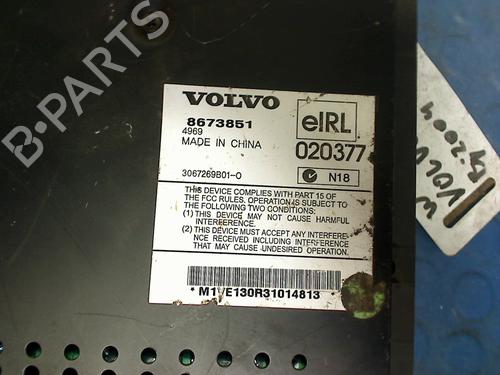 B-PARTS
VOLVO
8673851
4969
MADE IN CHINA
3067269B01-0
eIRL
020377
N18
THIS DEVICE COMPLIES WITH PART 15 OF
THE FCC RULES. OPERATION IS SUBJECT TO
THE FOLLOWING TWO CONDITIONS:
(1) THIS DEVICE MAY NOT CAUSE HARMFUL
INTERFERENCE.
(2) THIS DEVICE MUST ACCEPT ANY INTERFER-
ENCE RECEIVED INCLUDING INTERFERENCE
THAT MAY CAUSE UNDESIRED OPERATION.
* M1VE130R31014813 *